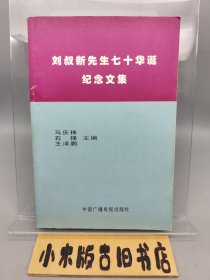 刘叔新先生七十华诞
纪念文集
马庆株
石锋 主编
王泽鹏
中国广播电视出版社
小木版古旧书店